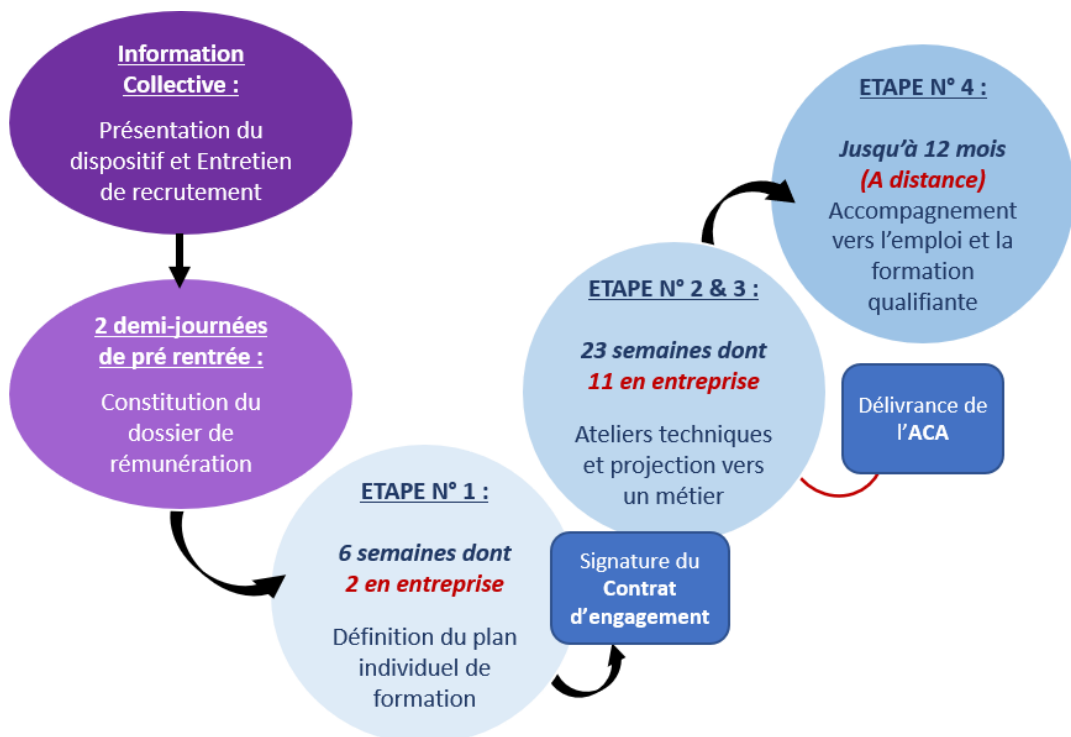 Information
Collective :
Présentation du
dispositif et Entretien
de recrutement
2 demi-journées
de pré rentrée :
Constitution du
dossier de
rémunération
ETAPE N° 1 :
6 semaines dont
2 en entreprise
Définition du plan
individuel de
formation
Signature du
Contrat
d’engagement
ETAPE N° 2 & 3 :
23 semaines dont
11 en entreprise
Ateliers techniques
et projection vers
un métier
Délivrance de
l’ACA
ETAPE N° 4 :
Jusqu’à 12 mois
(A distance)
Accompagnement
vers l’emploi et la
formation
qualifiante